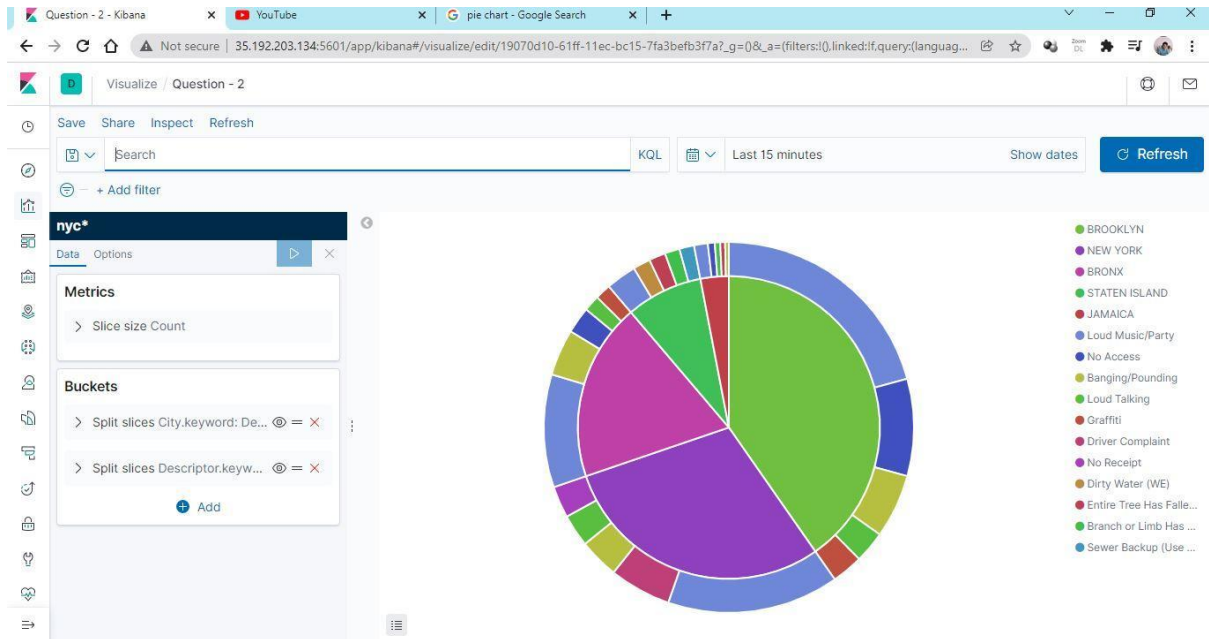 Question - 2 - Kibana
YouTube
pie chart - Google Search
Not secure | 35.192.203.134:5601/app/kibana#/visualize/edit/19070d10-61ff-11ec-bc15-7fa3befb3f7a?_g=()&_a=(filters:!(),linked:!f,query:(languag...
Zoom DL
D Visualize / Question - 2
Save Share Inspect Refresh
Search KQL Last 15 minutes Show dates Refresh
+ Add filter
nyc*
Data Options
Metrics
Slice size Count
Buckets
Split slices City.keyword: De...
Split slices Descriptor.keyw...
Add
BROOKLYN
NEW YORK
BRONX
STATEN ISLAND
JAMAICA
Loud Music/Party
No Access
Banging/Pounding
Loud Talking
Graffiti
Driver Complaint
No Receipt
Dirty Water (WE)
Entire Tree Has Falle...
Branch or Limb Has ...
Sewer Backup (Use ...